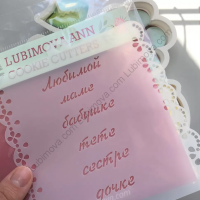 LUBIMOVA ANN
COOKIE CUTTERS
Любимой
маме
бабушке
тете
сестре
дочке